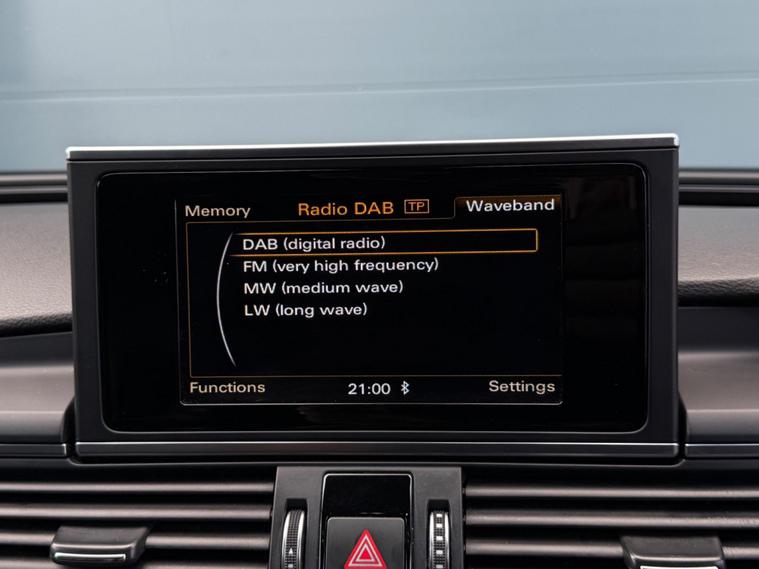 Memory Radio DAB TP Waveband
DAB (digital radio)
FM (very high frequency)
MW (medium wave)
LW (long wave)
Functions 21:00 Settings